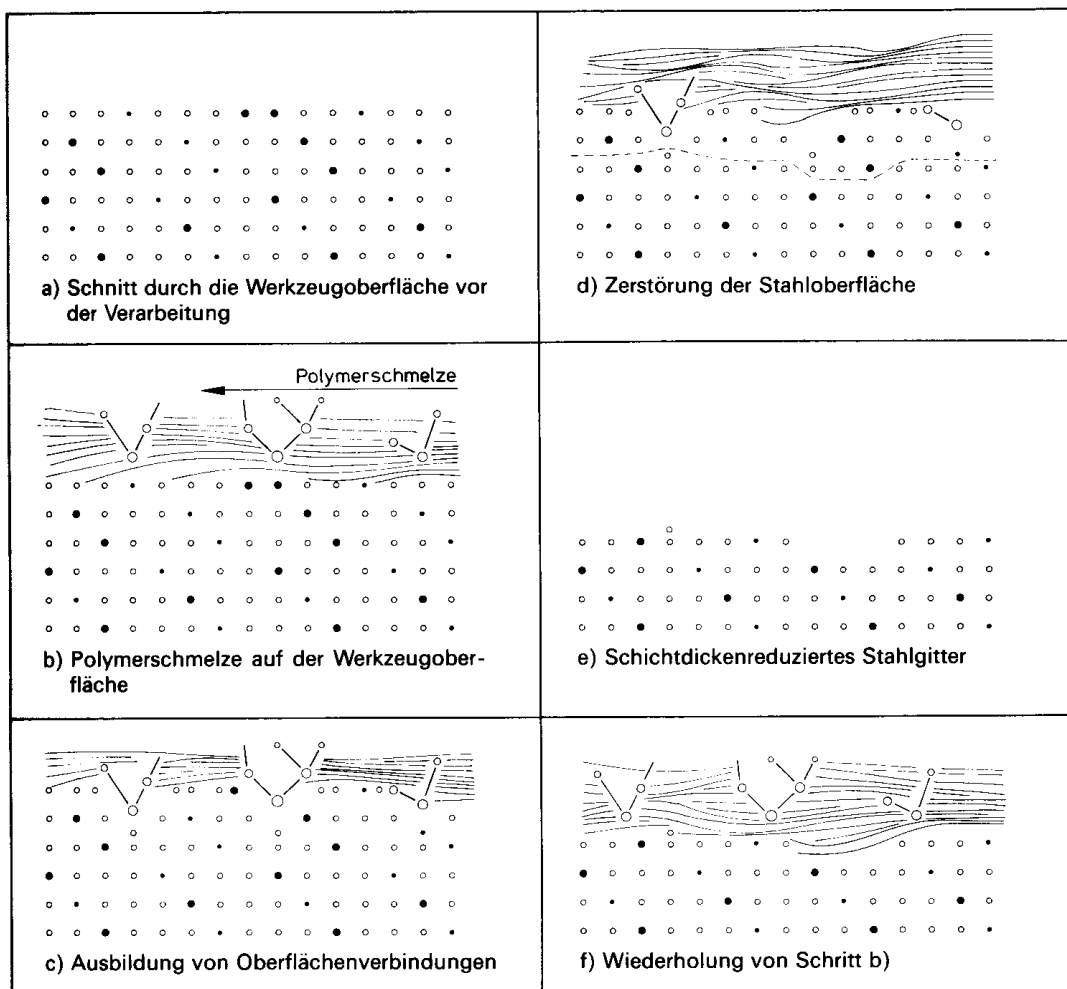 a) Schnitt durch die Werkzeugoberfläche vor
der Verarbeitung
Polymerschmelze
b) Polymerschmelze auf der Werkzeugober-
fläche
c) Ausbildung von Oberflächenverbindungen
d) Zerstörung der Stahloberfläche
e) Schichtdickenreduziertes Stahlgitter
f) Wiederholung von Schritt b)